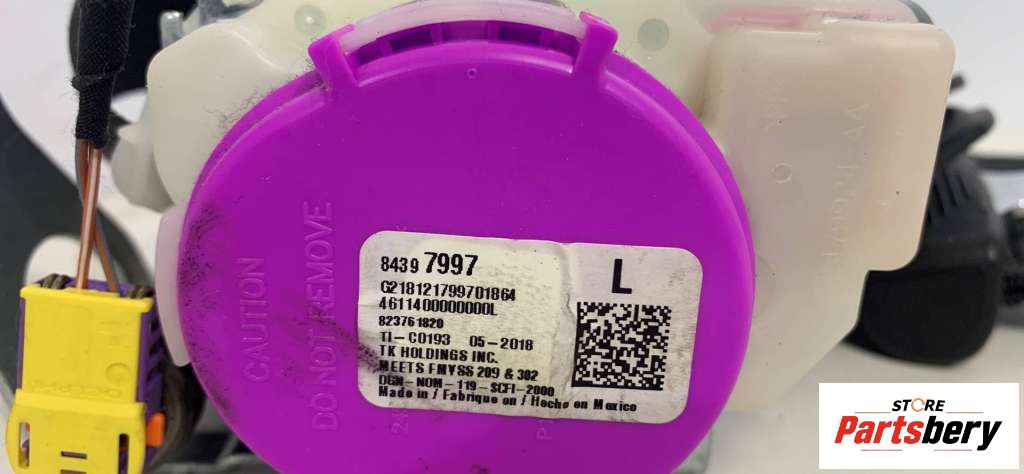 8439 7997
L
G218121799701864
4611400000000L
823761820
TI-C0193 05-2018
TK HOLDINGS INC.
MEETS FMVSS 209 & 302
DGN-NOM-119-SCFI-2000
Made in / Fabrique en / Hecho en Mexico
CAUTION
DO NOT REMOVE
STORE
Partsbery